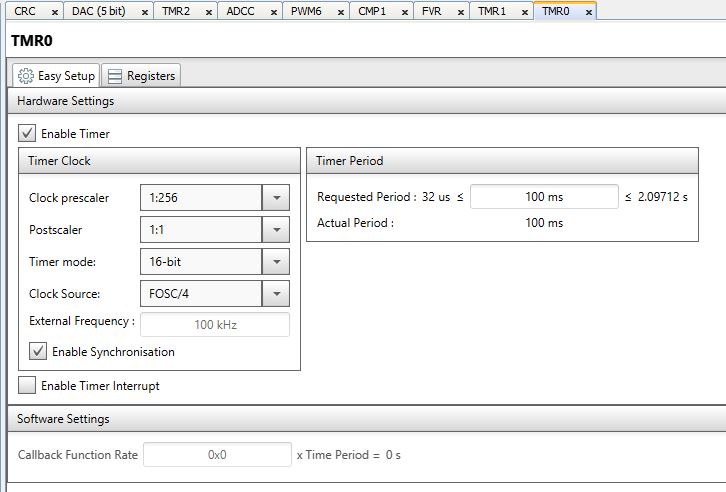 CRC × DAC (5 bit) × TMR2 × ADCC × PWM6 × CMP1 × FVR × TMR1 × TMR0 ×
TMR0
Easy Setup Registers
Hardware Settings
Enable Timer
Timer Clock Timer Period
Clock prescaler 1:256 Requested Period : 32 us ≤ 100 ms ≤ 2.09712 s
Postscaler 1:1 Actual Period : 100 ms
Timer mode: 16-bit
Clock Source: FOSC/4
External Frequency : 100 kHz
Enable Synchronisation
Enable Timer Interrupt
Software Settings
Callback Function Rate 0x0 x Time Period = 0 s